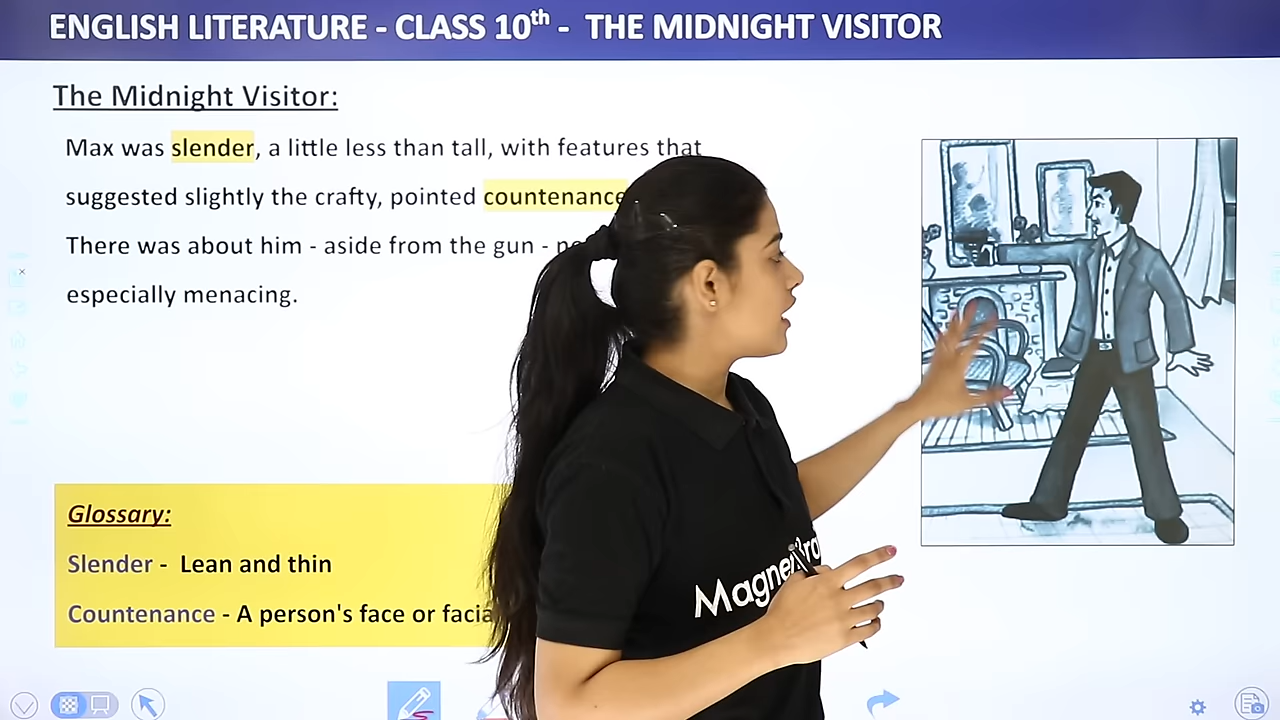 ENGLISH LITERATURE - CLASS 10th - THE MIDNIGHT VISITOR
The Midnight Visitor:
Max was slender, a little less than tall, with features that
suggested slightly the crafty, pointed countenance
There was about him - aside from the gun -
especially menacing.
Glossary:
Slender - Lean and thin
Countenance - A person's face or